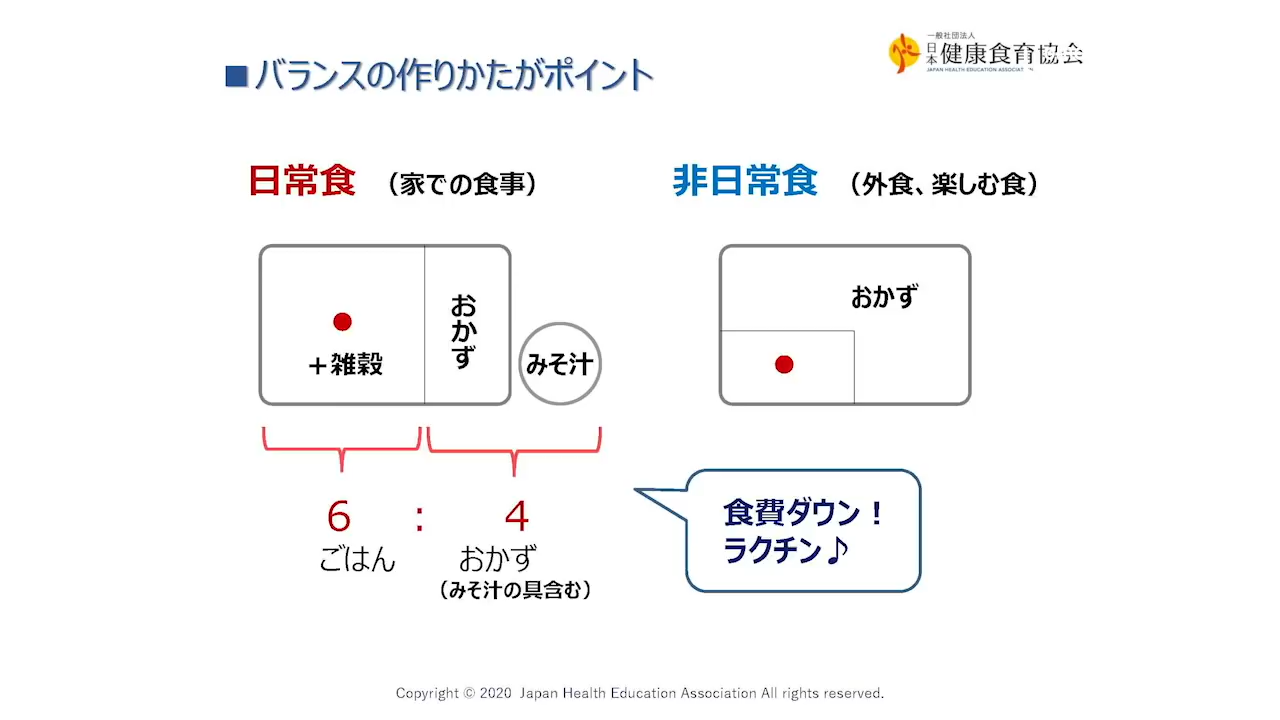 ■バランスの作りかたがポイント
一般社団法人
日本 健康食育協会
JAPAN HEALTH EDUCATION ASSOCIAT
日常食 （家での食事）
非日常食 （外食、楽しむ食）
＋雑穀
おかず
みそ汁
おかず
6 : 4
ごはん おかず
（みそ汁の具含む）
食費ダウン！
ラクチン♪
Copyright © 2020 Japan Health Education Association All rights reserved.